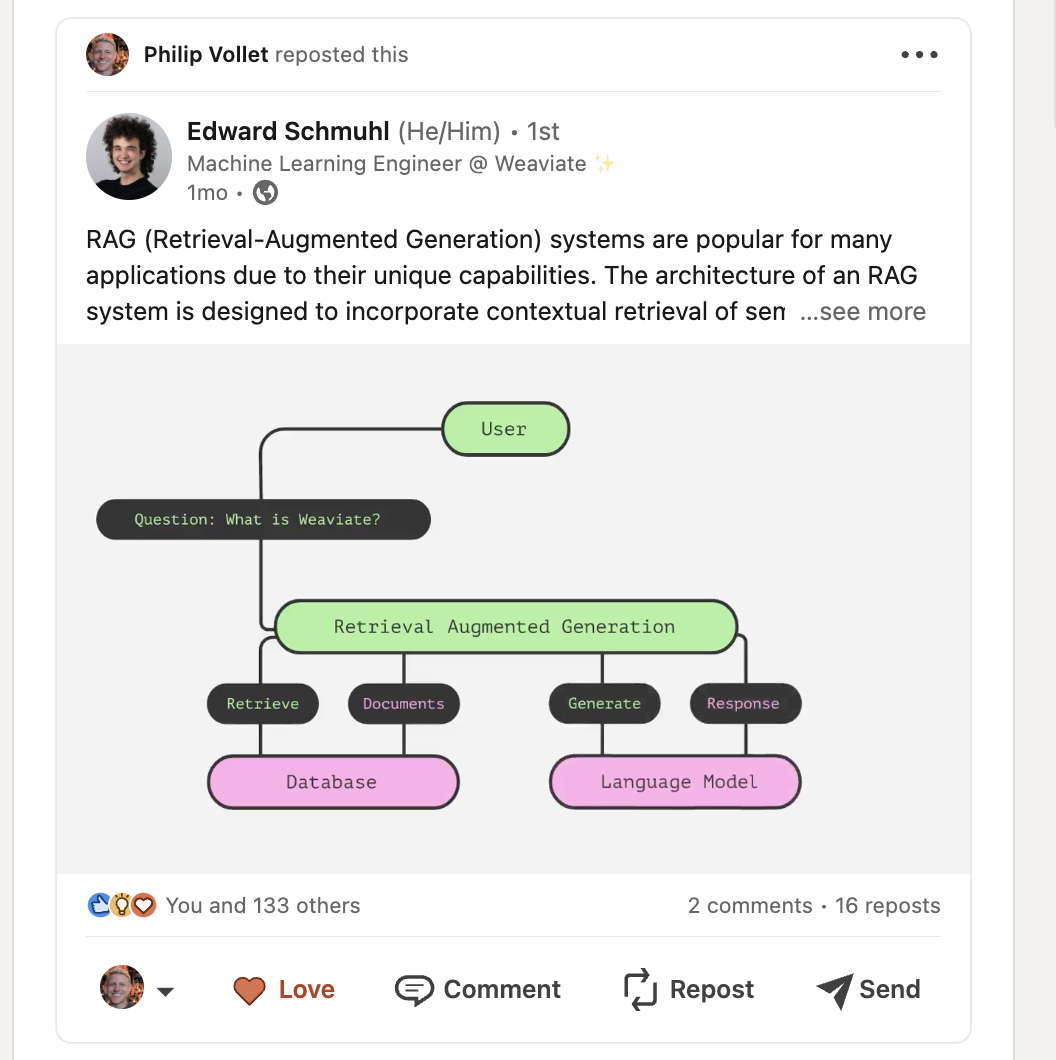 Philip Vollet reposted this
Edward Schmuhl (He/Him) • 1st
Machine Learning Engineer @ Weaviate ✨
1mo •
RAG (Retrieval-Augmented Generation) systems are popular for many
applications due to their unique capabilities. The architecture of an RAG
system is designed to incorporate contextual retrieval of sem ...see more
User
Question: What is Weaviate?
Retrieval Augmented Generation
Retrieve Documents Generate Response
Database Language Model
You and 133 others 2 comments • 16 reposts
Love Comment Repost Send